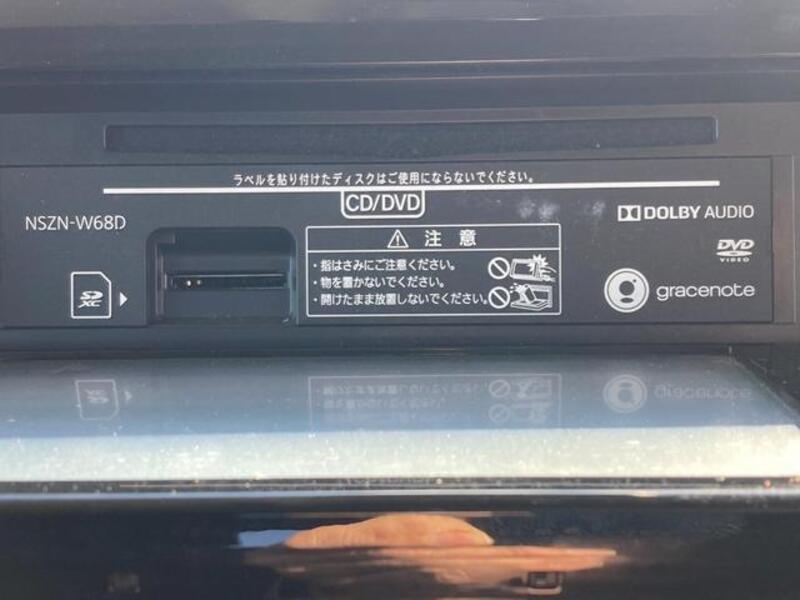 ラベルを貼り付けたディスクはご使用にならないでください。
CD/DVD
NSZN-W68D
DOLBY AUDIO
注 意
・指はさみにご注意ください。
・物を置かないでください。
・開けたまま放置しないでください。
DVD
VIDEO
SD
XC
gracenote